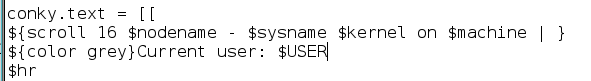 conky.text = [[
${scroll 16 $nodename - $sysname $kernel on $machine | }
${color grey}Current user: $USER
$hr